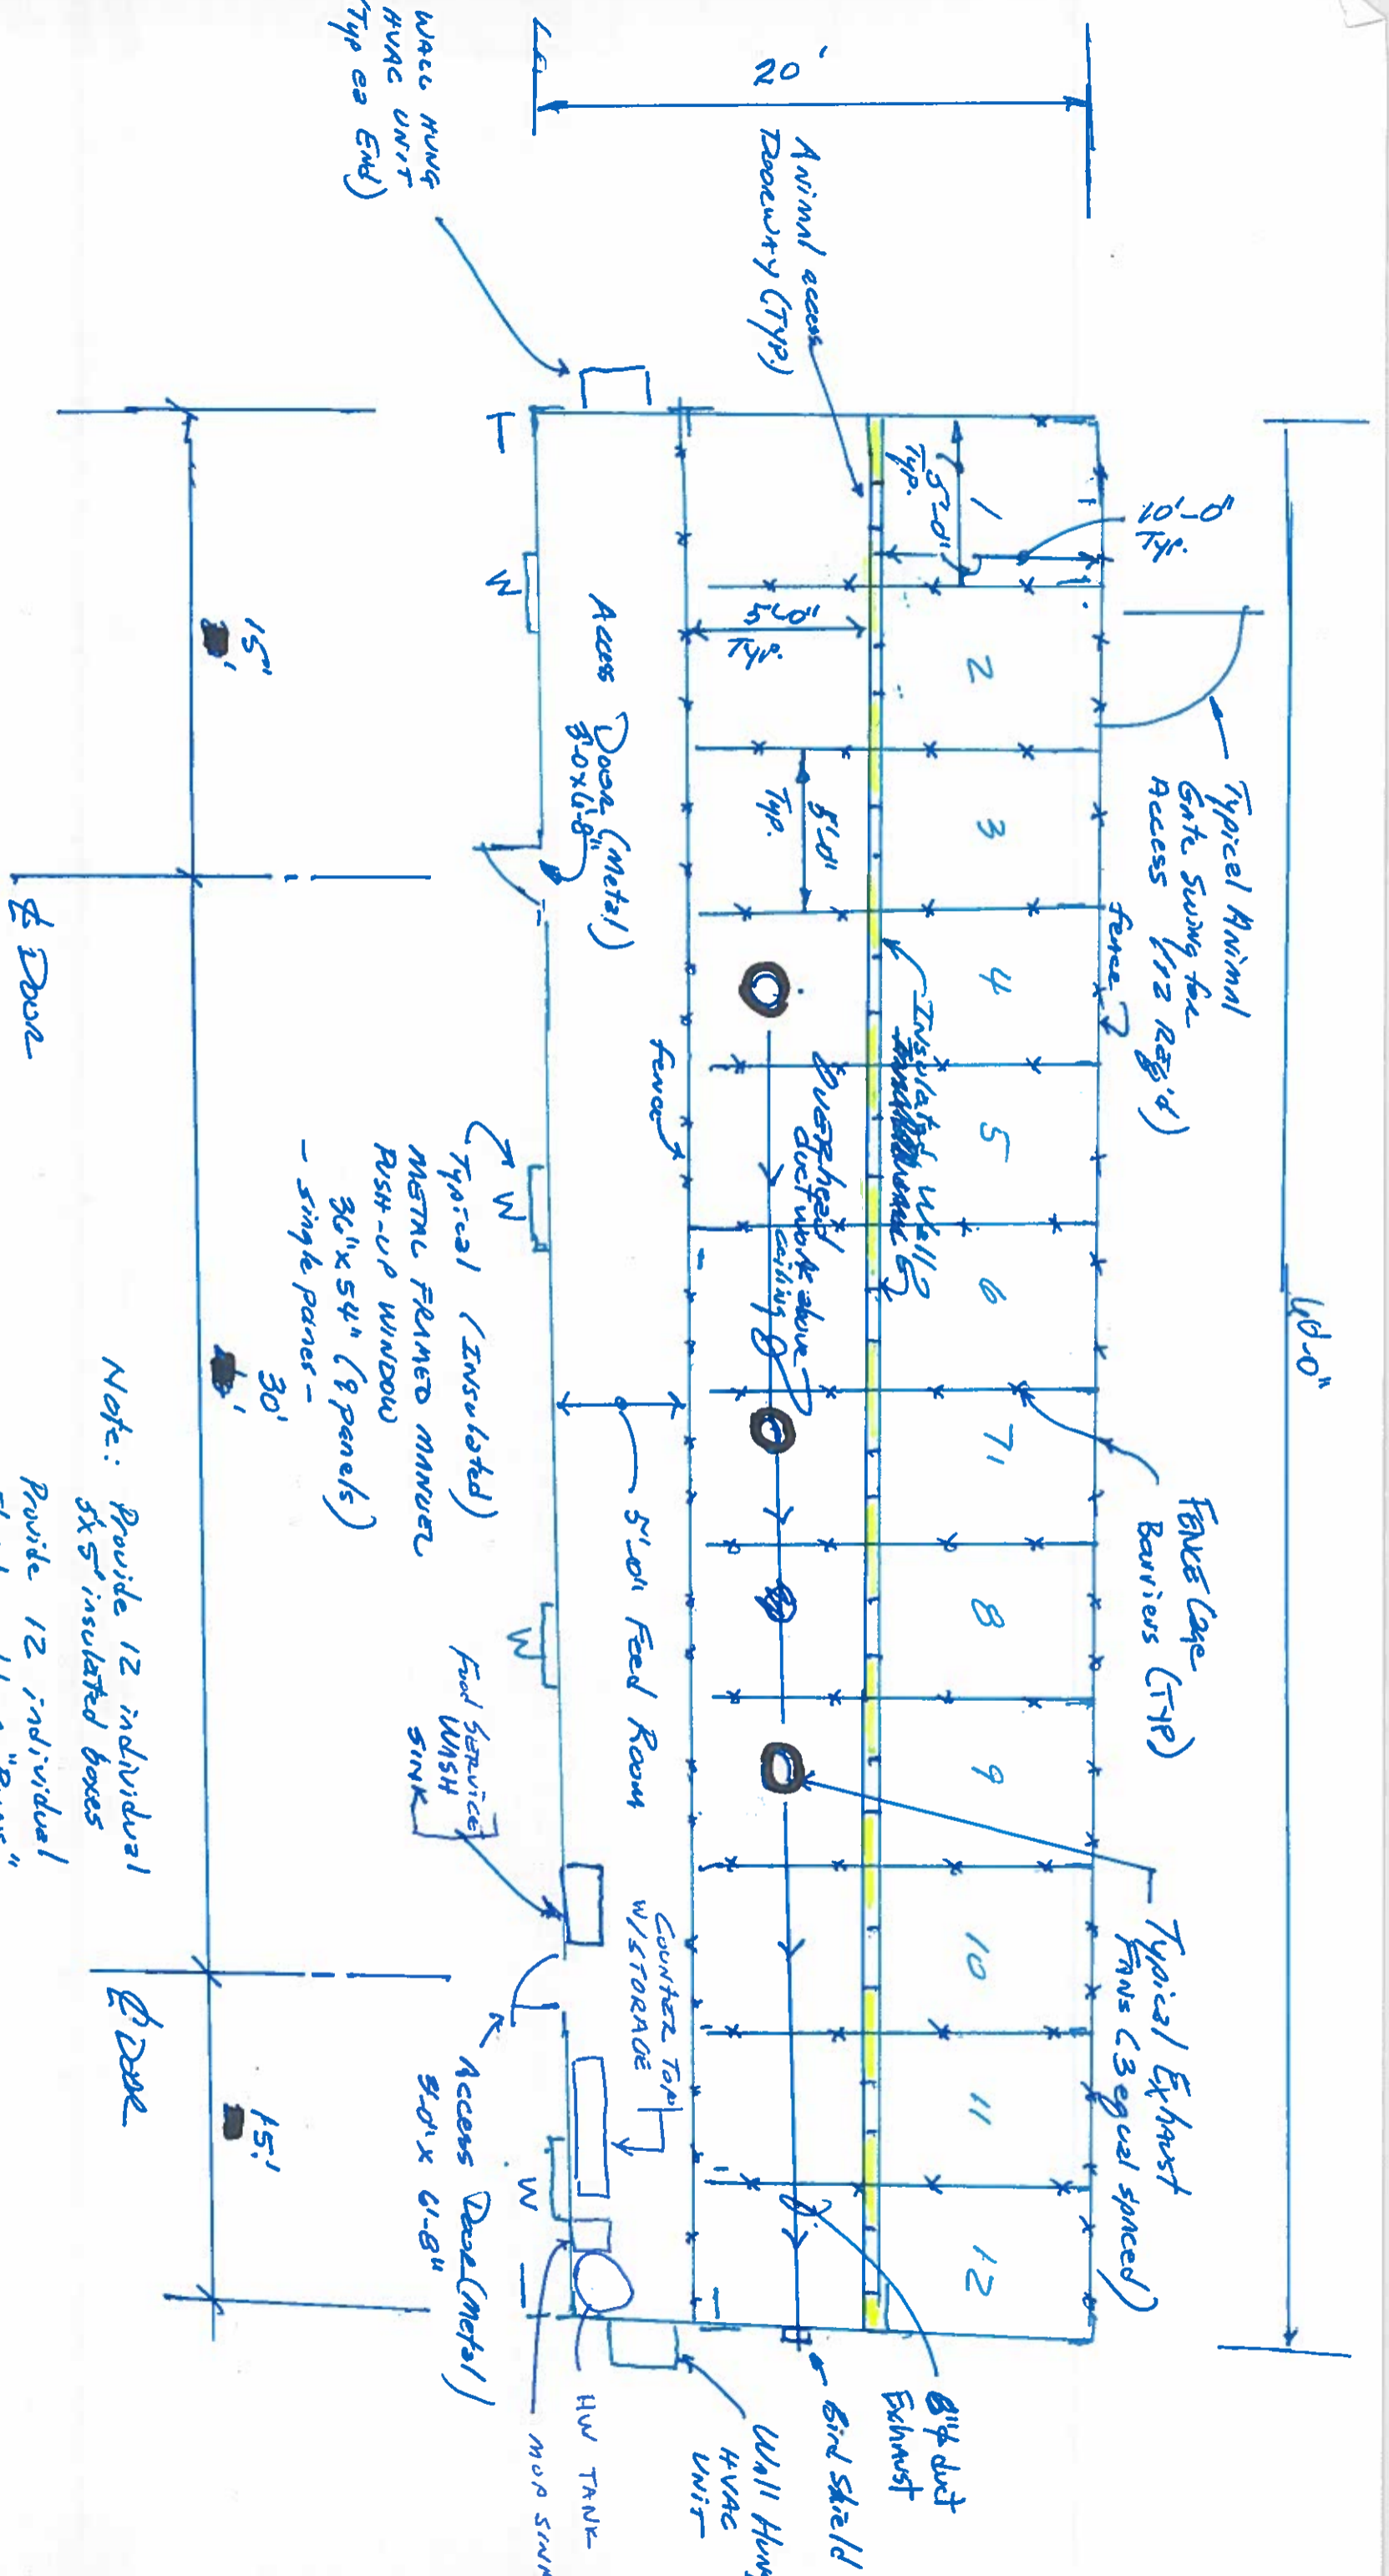 60'-0"
Typical Exhaust
Fans (3 equal spaced)
FENCE Cage
Barriers (TYP)
Typical Animal
Gate Swing for
Access (12 Req'd)
fence
10'-0"
Typ.
20'
Animal access
Doorway (TYP.)
1
5'-0"
Typ.
2
3
4
5
6
7
8
9
10
11
12
Insulated Wall
5'-0"
Typ.
5'-0"
Typ.
Overhead
ductwork above
ceiling
8"φ duct
Exhaust
Bird Shield
Wall Hung
HVAC
UNIT
fence
5'-0" Feed Room
COUNTER TOP
W/STORAGE
HW TANK
MOP SINK
WALL HUNG
HVAC UNIT
(Typ ea End)
Access Door (Metal)
3'-0x6'-8"
W
W
W
W
Food Service
WASH
SINK
Access Door (Metal)
3'-0" x 6'-8"
Typical (Insulated)
METAL FRAMED MANUEL
PUSH-UP WINDOW
36"x54" (9 panels)
- single panes -
15'
30'
15'
℄ Door
℄ Door
Note: Provide 12 individual
5x5' insulated boxes
Provide 12 individual
"Runs"